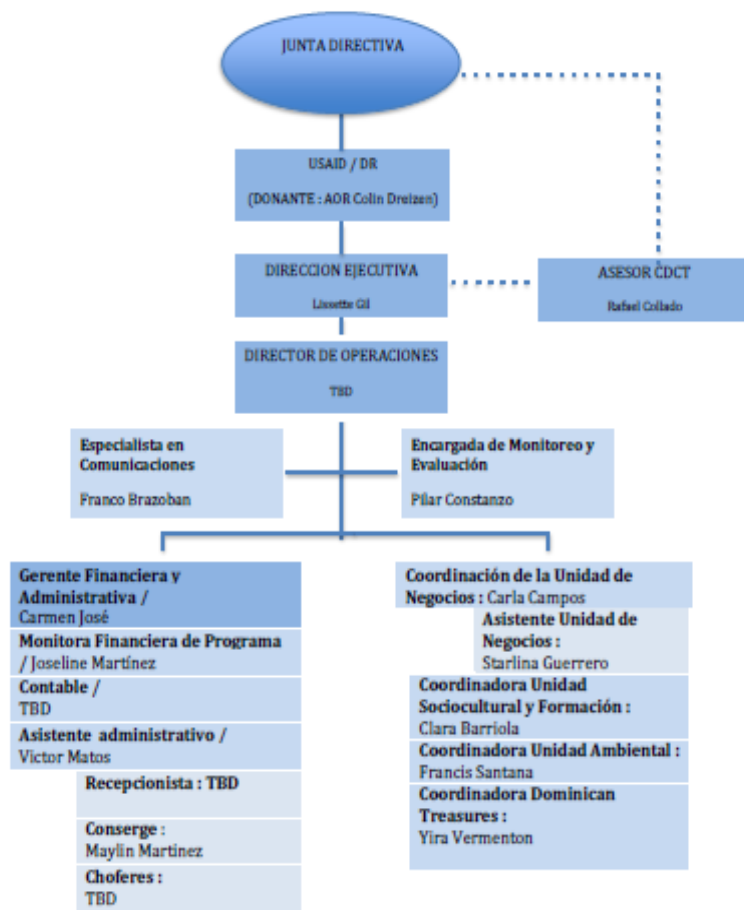 JUNTA DIRECTIVA
USAID / DR
(DONANTE : AOR Colin Dreizen)
DIRECCION EJECUTIVA
Lissette Gil
ASESOR CDCT
Rafael Collado
DIRECTOR DE OPERACIONES
TBD
Especialista en
Comunicaciones
Franco Brazoban
Encargada de Monitoreo y
Evaluación
Pilar Constanzo
Gerente Financiera y
Administrativa /
Carmen José
Monitora Financiera de Programa
/ Joseline Martínez
Contable /
TBD
Asistente administrativo /
Victor Matos
Recepcionista : TBD
Conserge :
Maylin Martinez
Choferes :
TBD
Coordinación de la Unidad de
Negocios : Carla Campos
Asistente Unidad de
Negocios :
Starlina Guerrero
Coordinadora Unidad
Sociocultural y Formación :
Clara Barriola
Coordinadora Unidad Ambiental :
Francis Santana
Coordinadora Dominican
Treasures :
Yira Vermenton